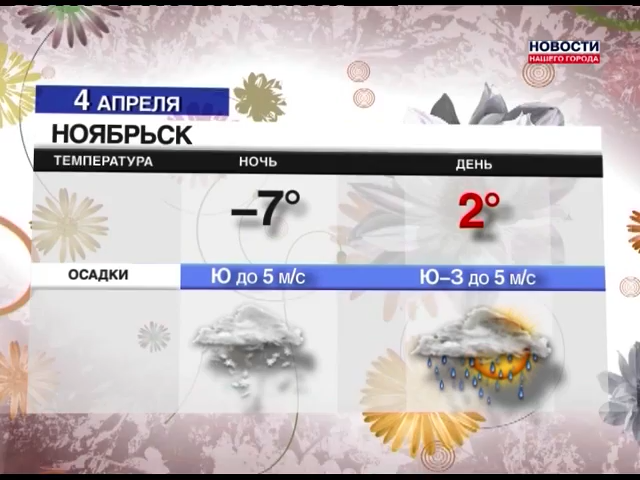 НОВОСТИ
НАШЕГО ГОРОДА
4 АПРЕЛЯ
НОЯБРЬСК
ТЕМПЕРАТУРА НОЧЬ ДЕНЬ
–7° 2°
ОСАДКИ Ю ДО 5 М/С Ю–З ДО 5 М/С